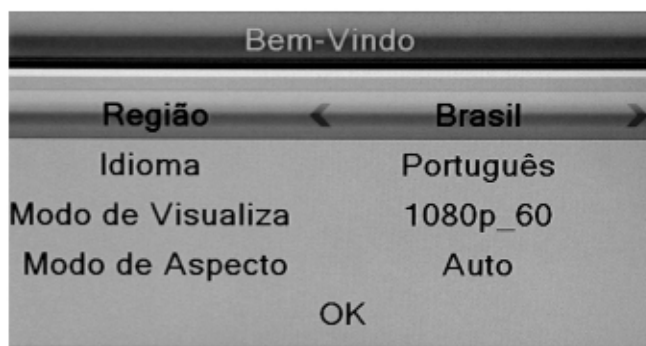 Bem-Vindo
Região Brasil
Idioma Português
Modo de Visualiza 1080p_60
Modo de Aspecto Auto
OK